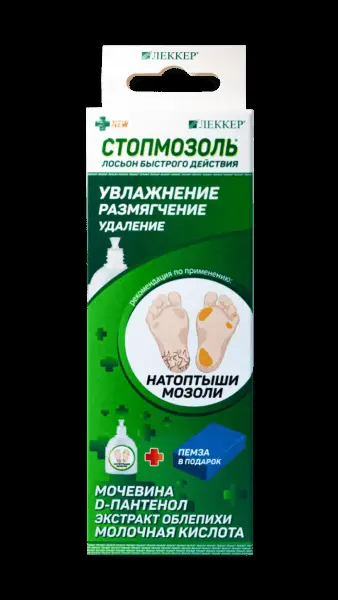 ЛЕККЕР®
NEW
ЛЕККЕР®
СТОПМОЗОЛЬ
ЛОСЬОН БЫСТРОГО ДЕЙСТВИЯ
УВЛАЖНЕНИЕ
РАЗМЯГЧЕНИЕ
УДАЛЕНИЕ
рекомендация по применению:
НАТОПТЫШИ
МОЗОЛИ
ПЕМЗА
В ПОДАРОК
МОЧЕВИНА
D-ПАНТЕНОЛ
ЭКСТРАКТ ОБЛЕПИХИ
МОЛОЧНАЯ КИСЛОТА